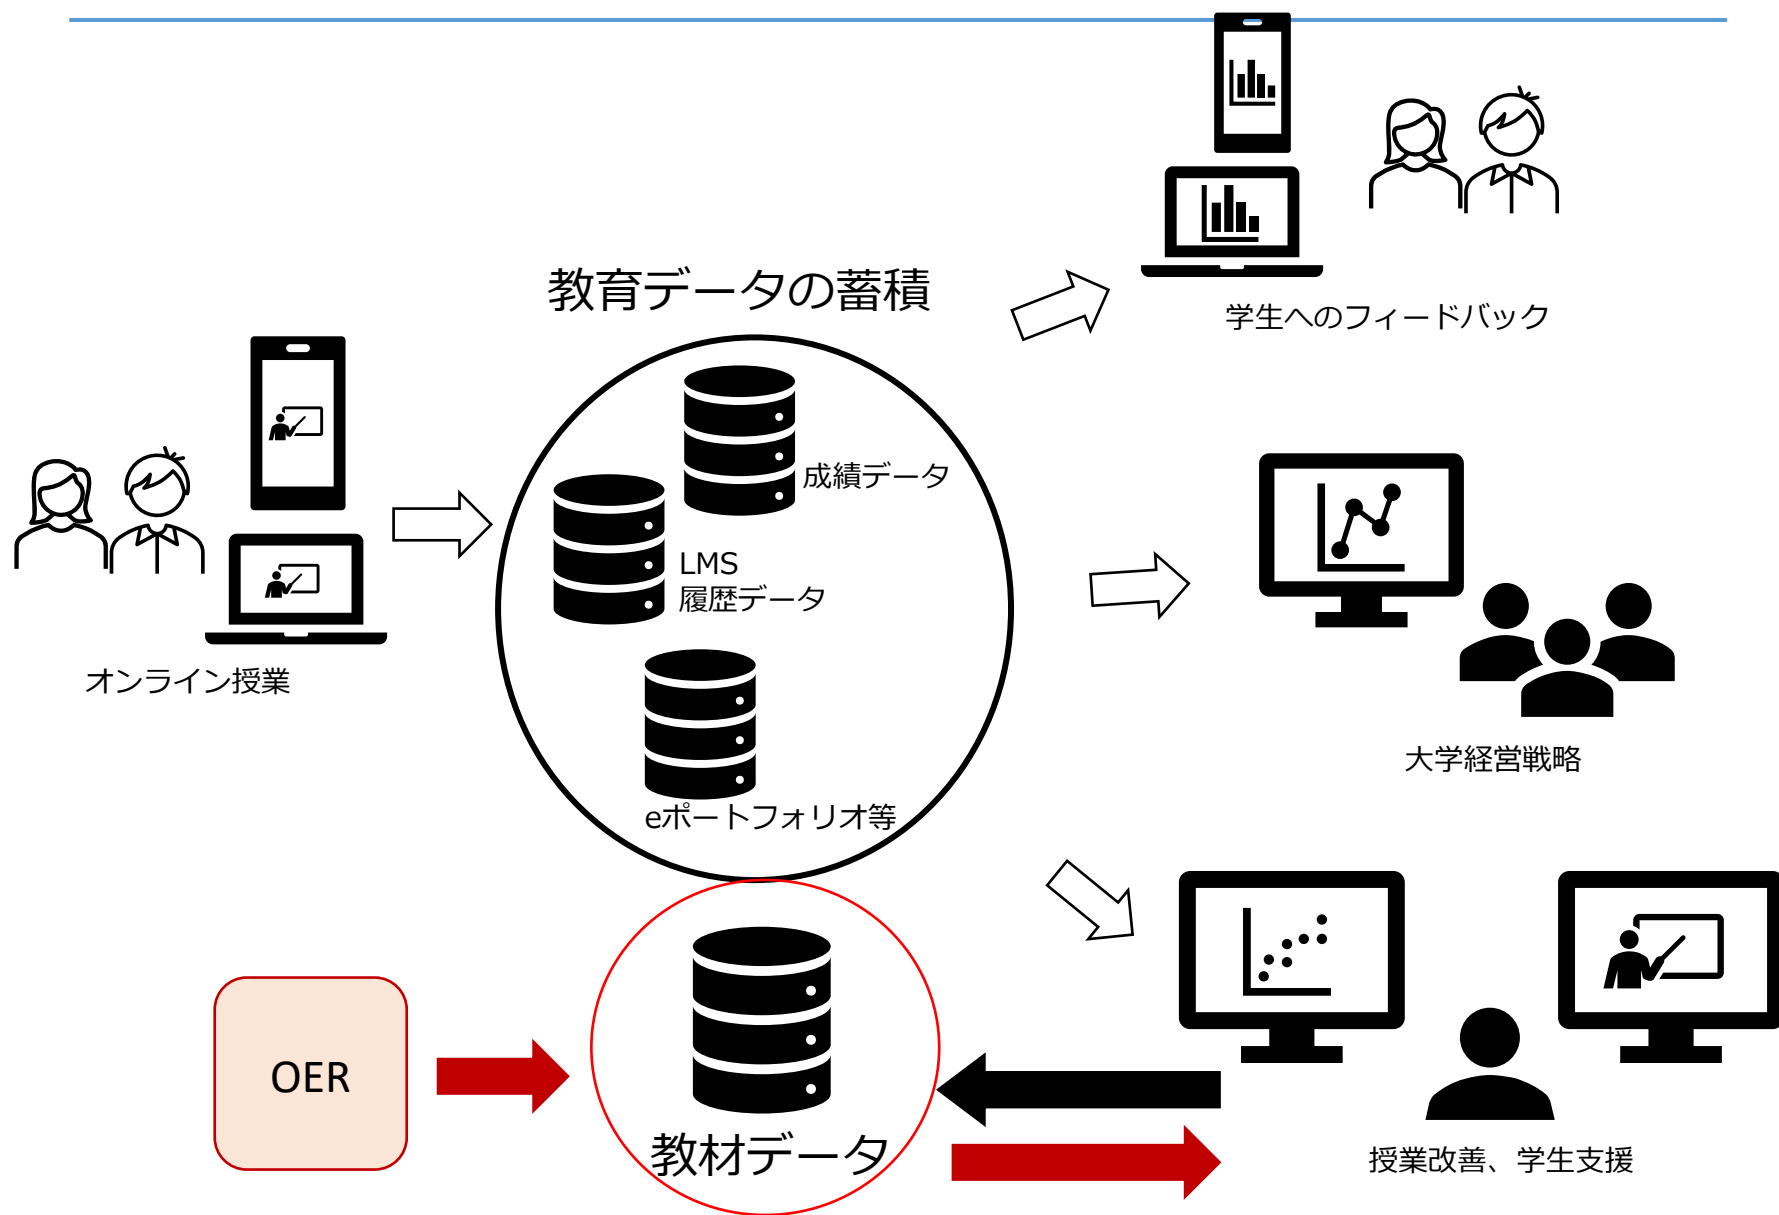 教育データの蓄積
学生へのフィードバック
成績データ
LMS
履歴データ
オンライン授業
大学経営戦略
eポートフォリオ等
OER
教材データ
授業改善、学生支援